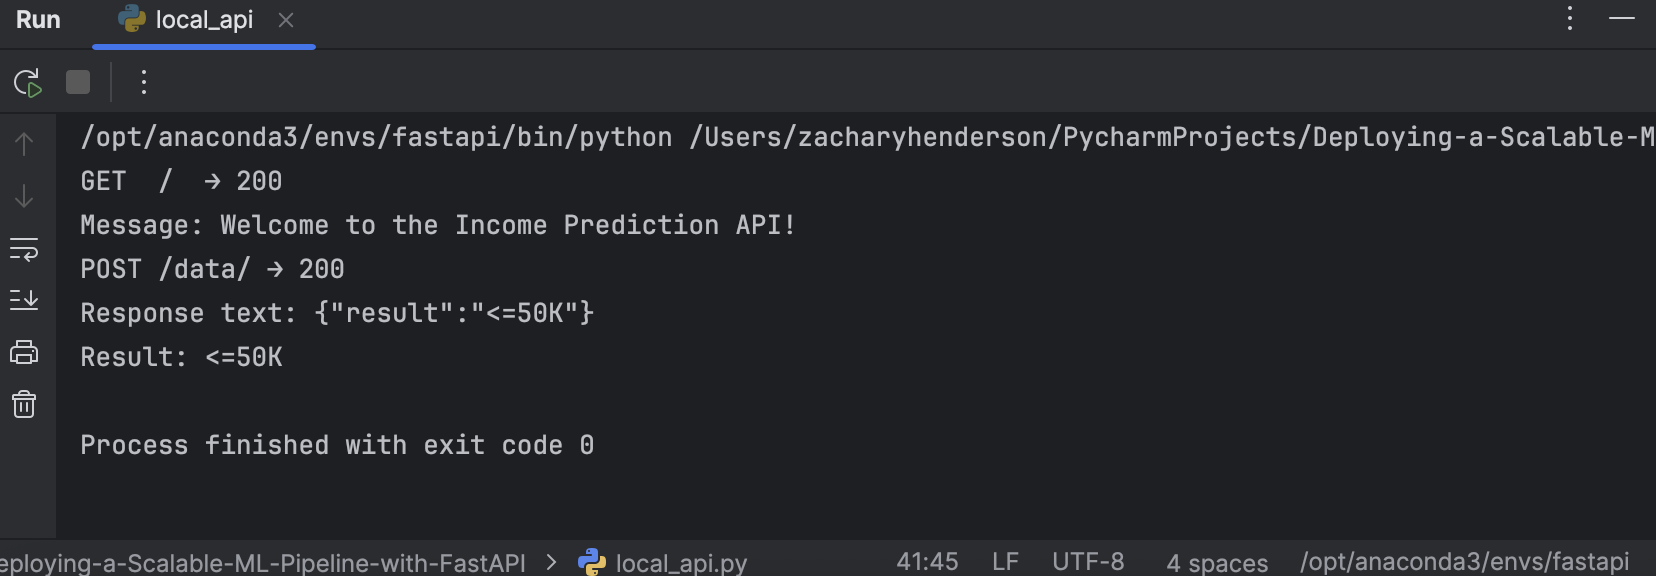 Run local_api
/opt/anaconda3/envs/fastapi/bin/python /Users/zacharyhenderson/PycharmProjects/Deploying-a-Scalable-M
GET  /  → 200
Message: Welcome to the Income Prediction API!
POST /data/ → 200
Response text: {"result":"<=50K"}
Result: <=50K
Process finished with exit code 0
eploying-a-Scalable-ML-Pipeline-with-FastAPI > local_api.py 41:45 LF UTF-8 4 spaces /opt/anaconda3/envs/fastapi